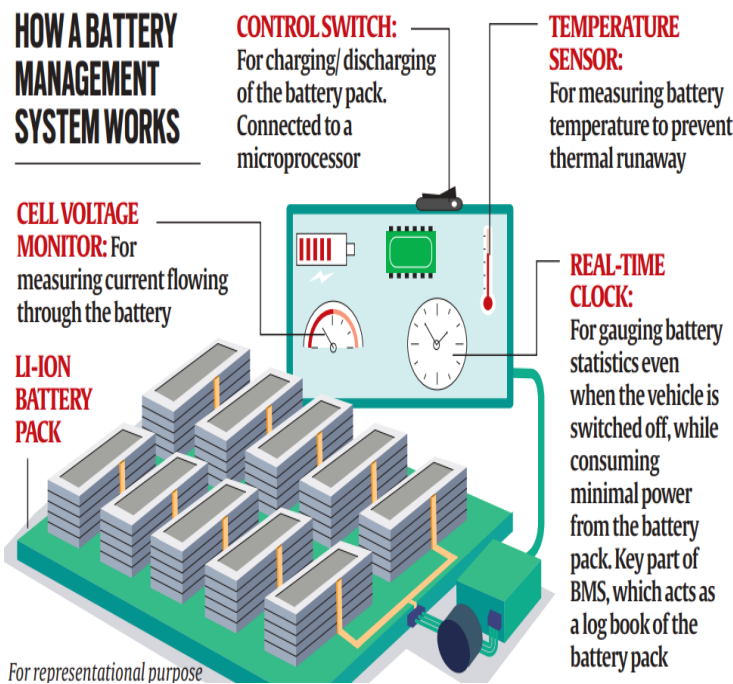 HOW A BATTERY
MANAGEMENT
SYSTEM WORKS
CONTROL SWITCH:
For charging/ discharging
of the battery pack.
Connected to a
microprocessor
TEMPERATURE
SENSOR:
For measuring battery
temperature to prevent
thermal runaway
CELL VOLTAGE
MONITOR: For
measuring current flowing
through the battery
REAL-TIME
CLOCK:
For gauging battery
statistics even
when the vehicle is
switched off, while
consuming
minimal power
from the battery
pack. Key part of
BMS, which acts as
a log book of the
battery pack
LI-ION
BATTERY
PACK
For representational purpose